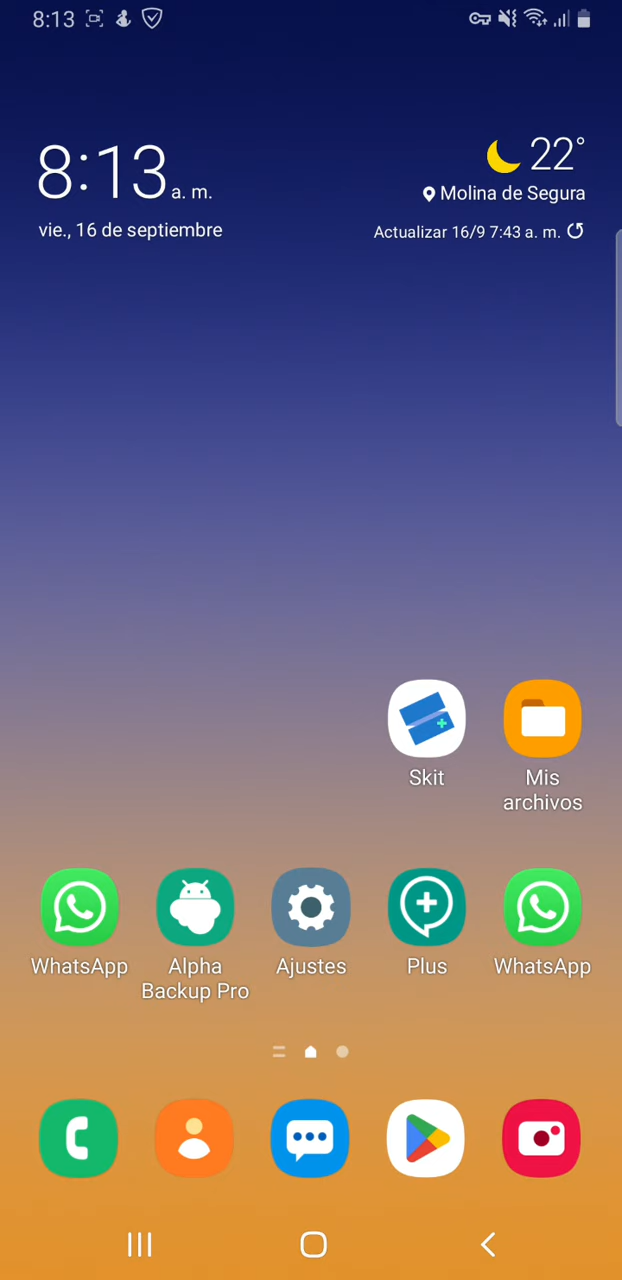 8:13
8:13 a. m.
22°
Molina de Segura
vie., 16 de septiembre
Actualizar 16/9 7:43 a. m.
Skit
Mis
archivos
WhatsApp
Alpha
Backup Pro
Ajustes
Plus
WhatsApp